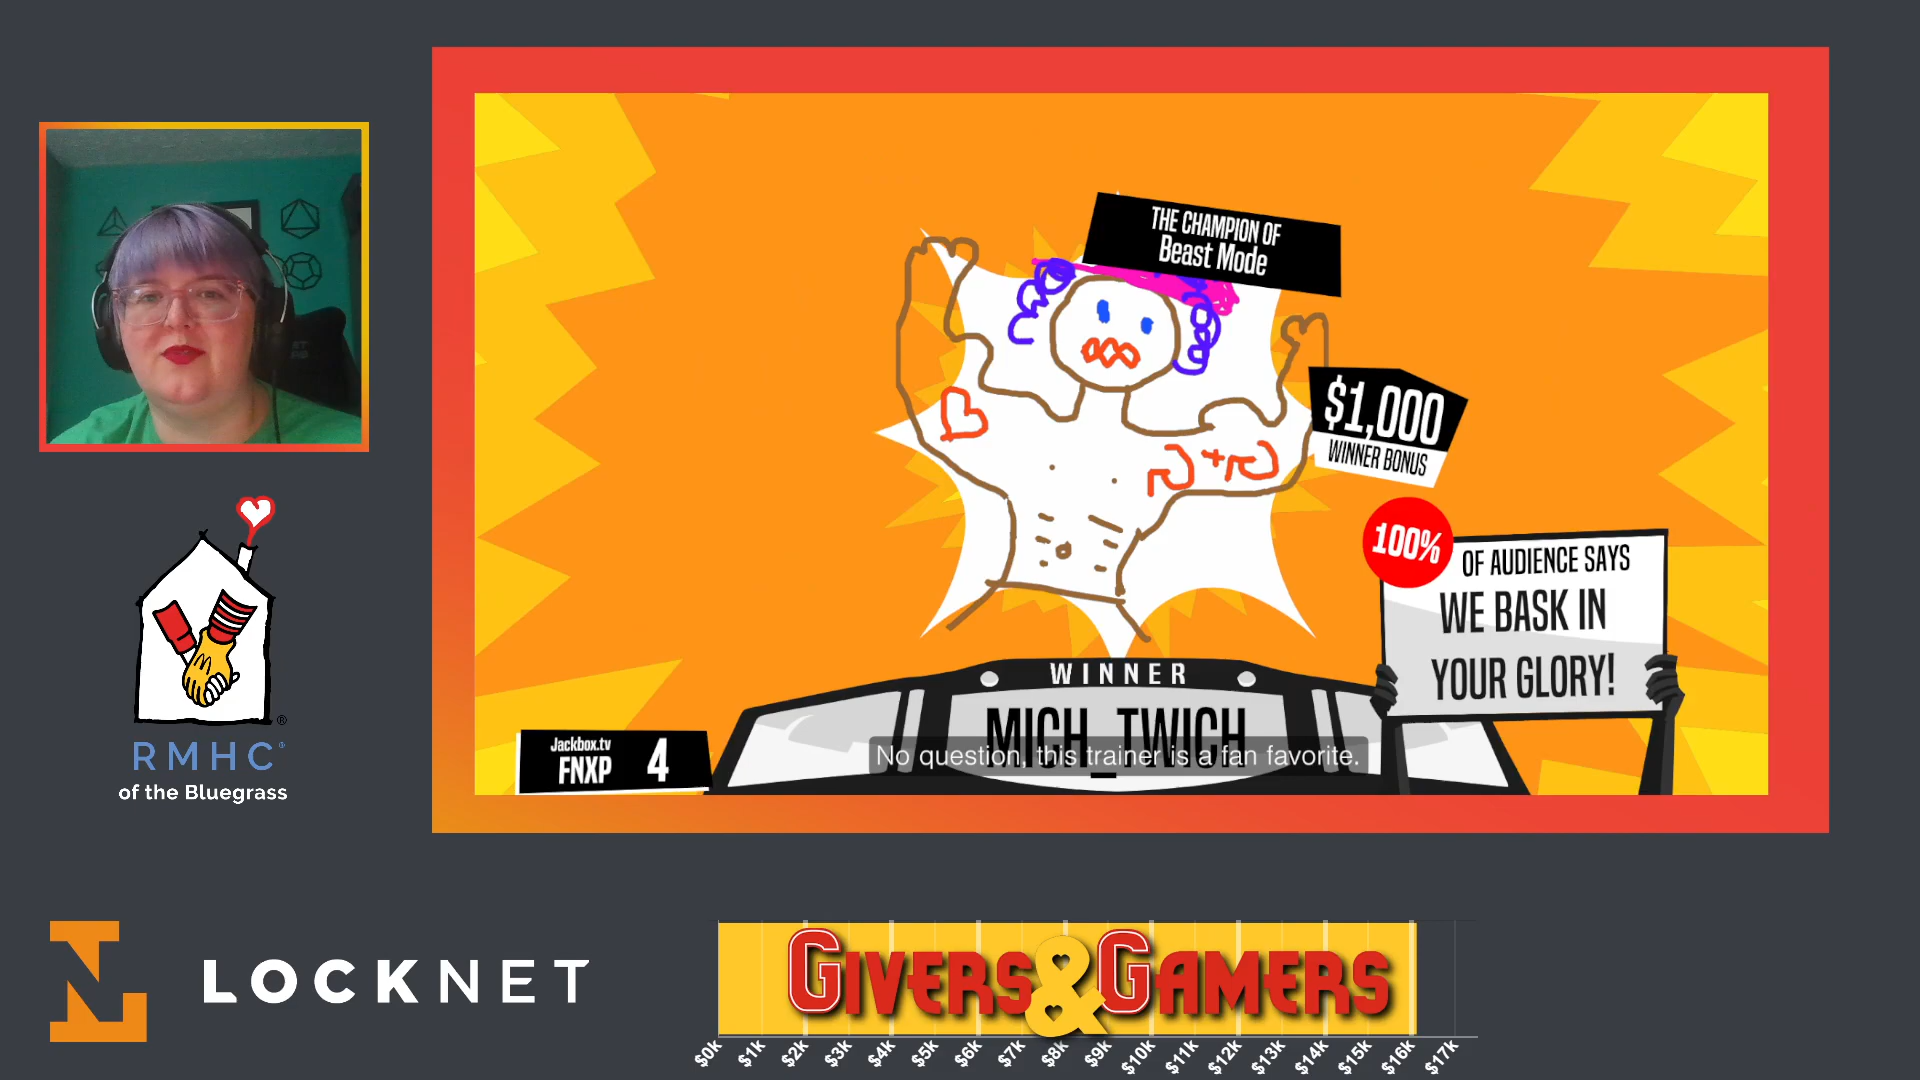 THE CHAMPION OF
Beast Mode
$1,000
WINNER BONUS
100%
OF AUDIENCE SAYS
WE BASK IN
YOUR GLORY!
WINNER
MICH_TWICH
No question, this trainer is a fan favorite.
Jackbox.tv
FNXP 4
RMHC®
of the Bluegrass
LOCKNET
GIVERS & GAMERS
$0k $1k $2k $3k $4k $5k $6k $7k $8k $9k $10k $11k $12k $13k $14k $15k $16k $17k